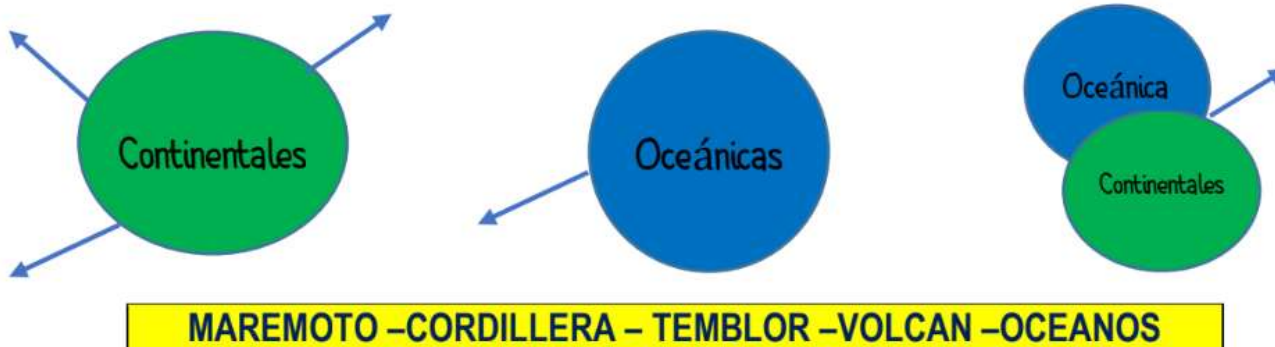 Continentales
Oceánicas
Oceánica
Continentales
MAREMOTO –CORDILLERA – TEMBLOR –VOLCAN –OCEANOS